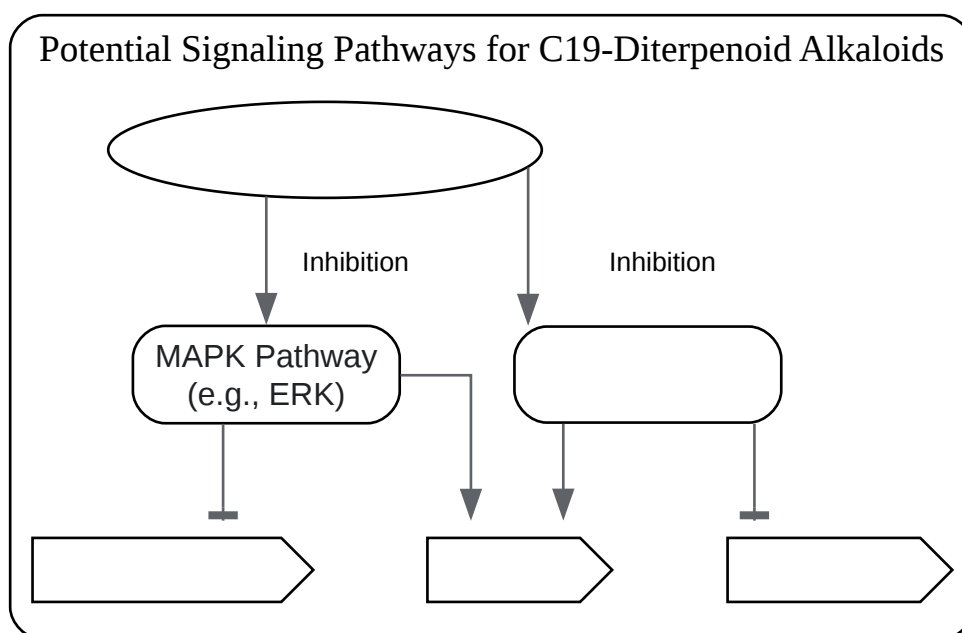 Potential Signaling Pathways for C19-Diterpenoid Alkaloids
Inhibition
Inhibition
MAPK Pathway
(e.g., ERK)